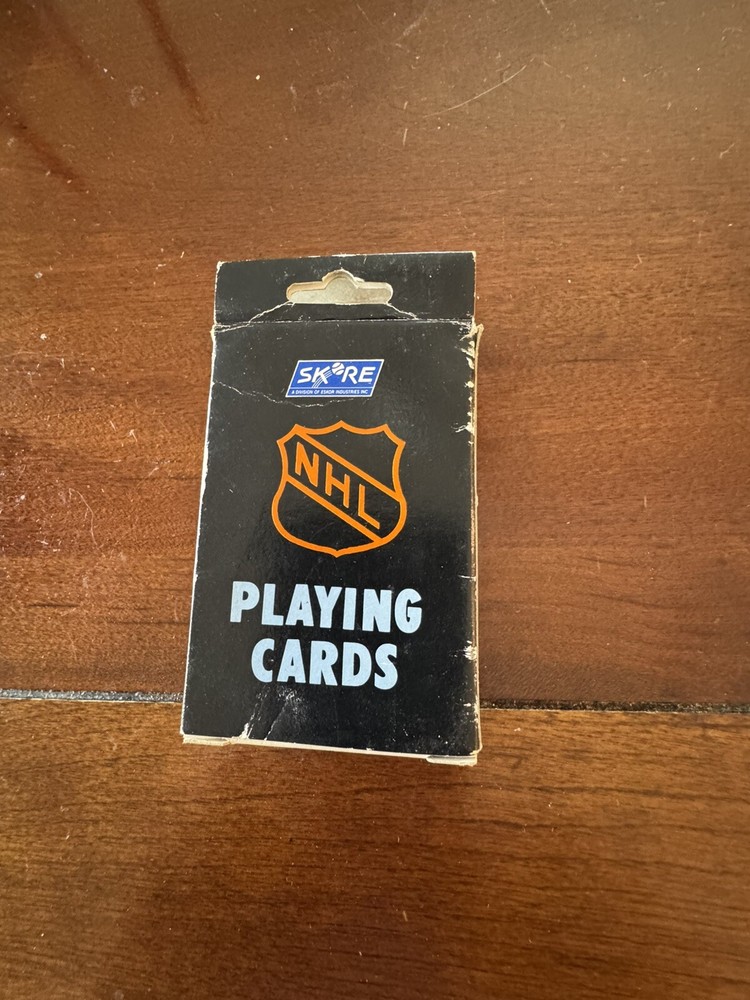 SKORE
A DIVISION OF ESKOR INDUSTRIES INC.
NHL
PLAYING
CARDS